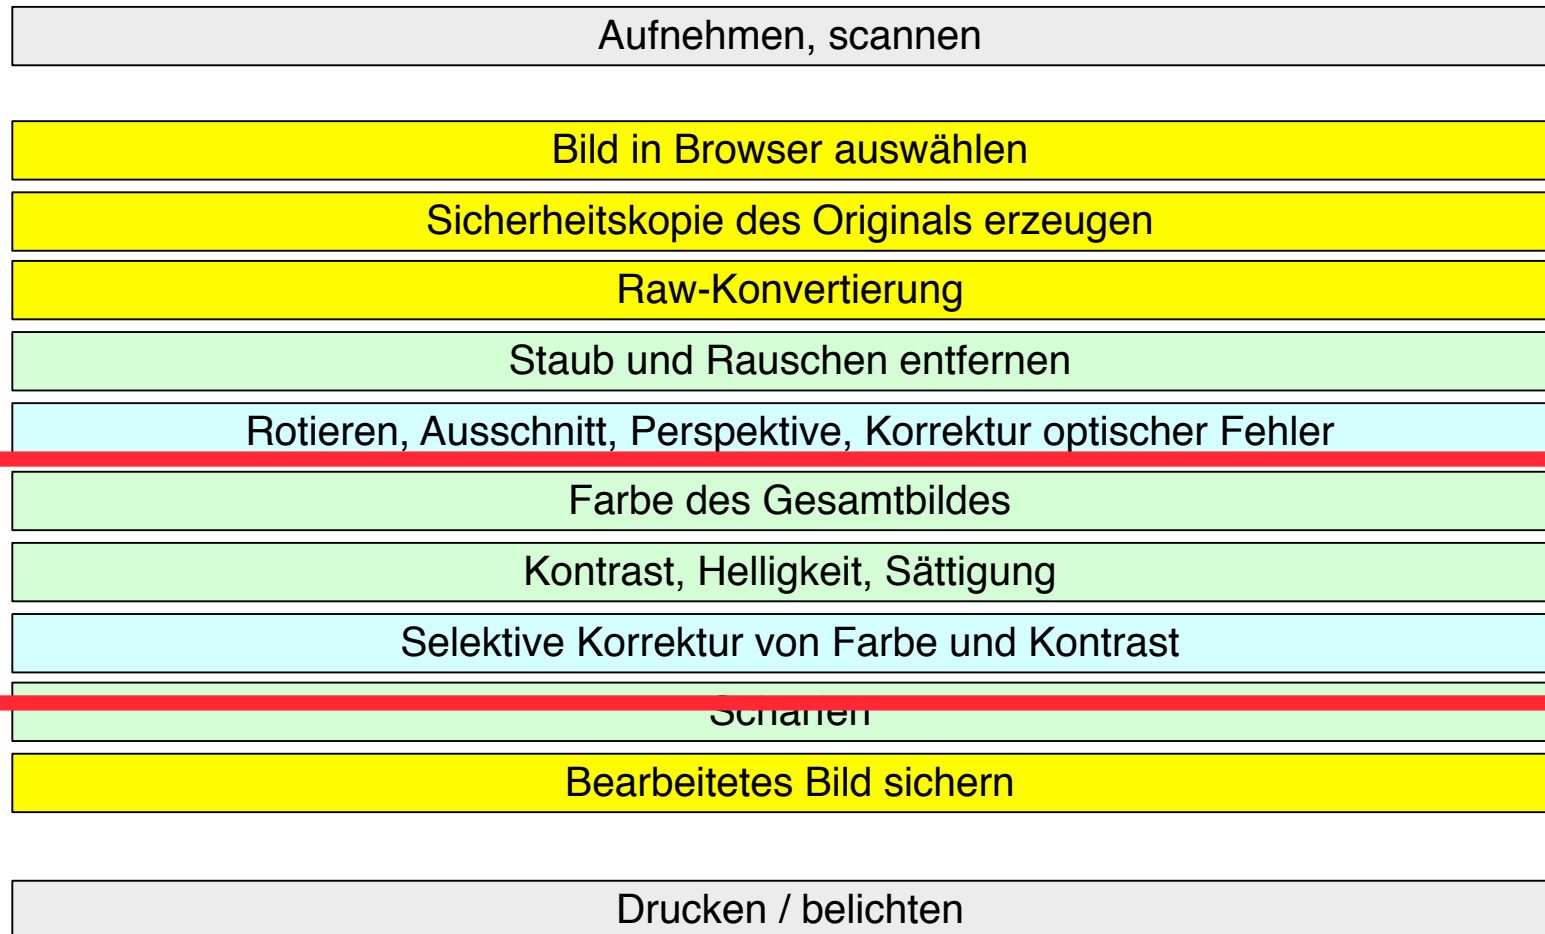 Aufnehmen, scannen
Bild in Browser auswählen
Sicherheitskopie des Originals erzeugen
Raw-Konvertierung
Staub und Rauschen entfernen
Rotieren, Ausschnitt, Perspektive, Korrektur optischer Fehler
Farbe des Gesamtbildes
Kontrast, Helligkeit, Sättigung
Selektive Korrektur von Farbe und Kontrast
Bearbeitetes Bild sichern
Drucken / belichten